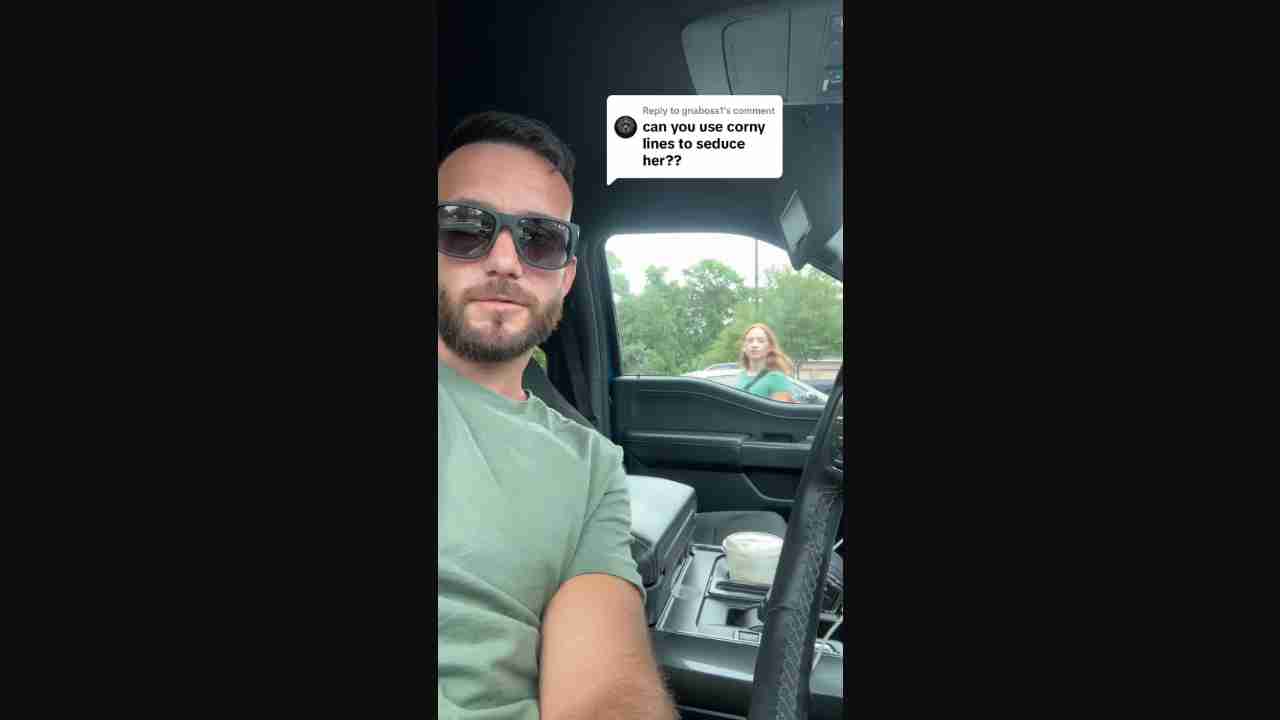 Reply to gnaboss1's comment
can you use corny
lines to seduce
her??